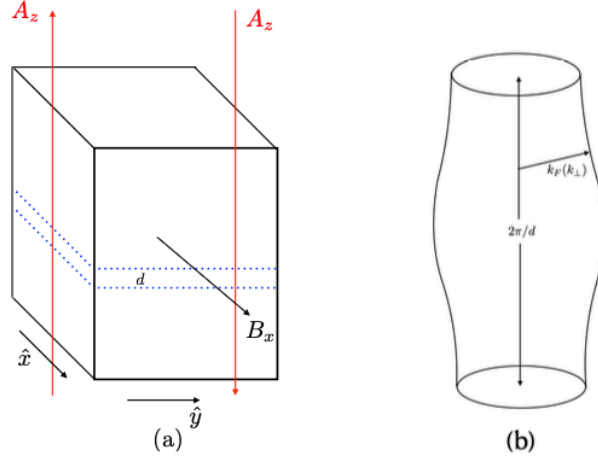 A_z
A_z
k_F(k_⊥)
2π/d
d
B_x
x̂
ŷ
(a)
(b)